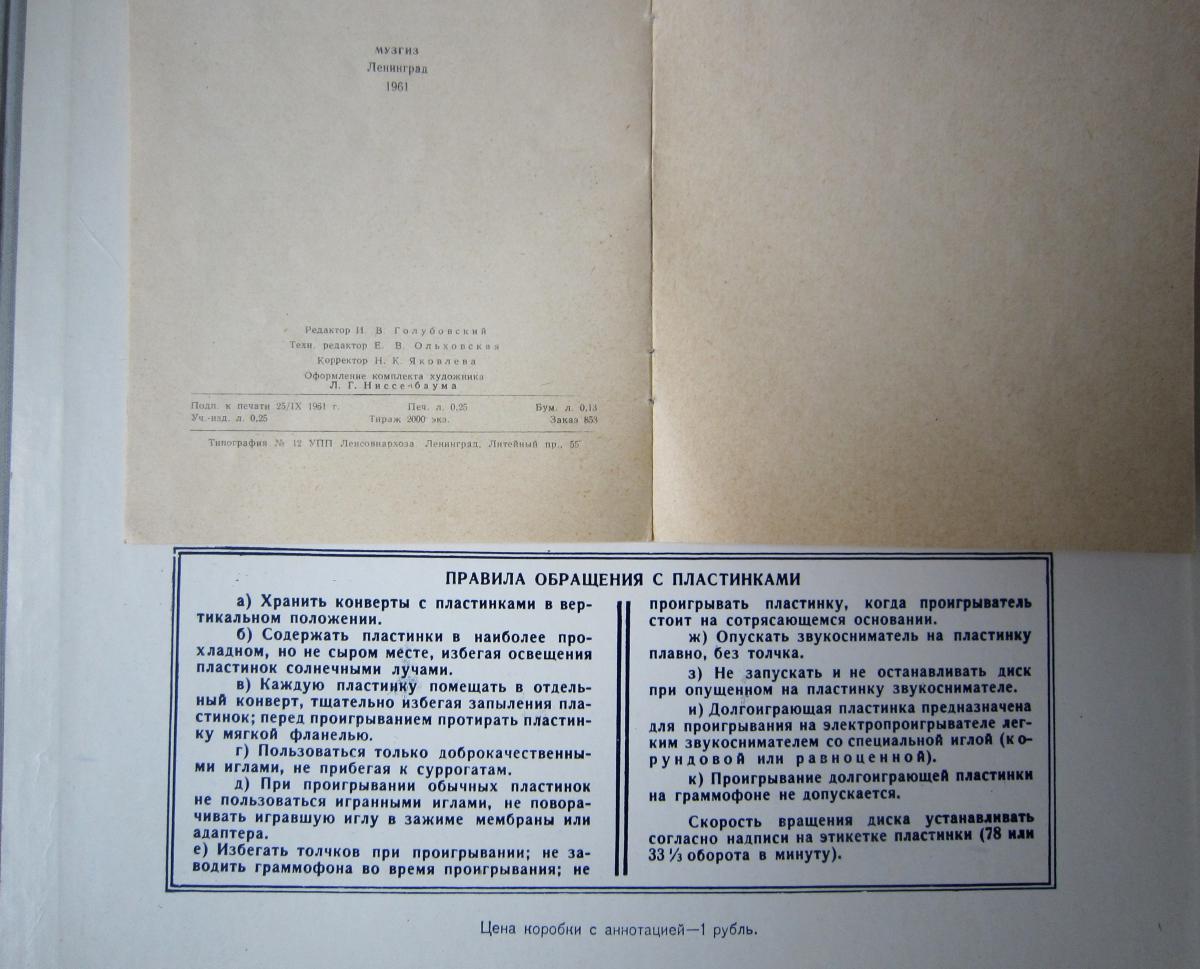 МУЗГИЗ
Ленинград
1961
Редактор И. В. Голубовский
Техн. редактор Е. В. Ольховская
Корректор Н. К. Яковлева
Оформление комплекта художника
Л. Г. Ниссенбаума
Подп. к печати 25/IX 1961 г. Печ. л. 0,25 Бум. л. 0,13
Уч.-изд. л. 0,25 Тираж 2000 экз. Заказ 853
Типография № 12 УПП Ленсовнархоза. Ленинград, Литейный пр., 55
ПРАВИЛА ОБРАЩЕНИЯ С ПЛАСТИНКАМИ
а) Хранить конверты с пластинками в вер-
тикальном положении.
б) Содержать пластинки в наиболее про-
хладном, но не сыром месте, избегая освещения
пластинок солнечными лучами.
в) Каждую пластинку помещать в отдель-
ный конверт, тщательно избегая запыления пла-
стинок; перед проигрыванием протирать пластин-
ку мягкой фланелью.
г) Пользоваться только доброкачественны-
ми иглами, не прибегая к суррогатам.
д) При проигрывании обычных пластинок
не пользоваться игранными иглами, не повора-
чивать игравшую иглу в зажиме мембраны или
адаптера.
е) Избегать толчков при проигрывании; не за-
водить граммофона во время проигрывания; не
проигрывать пластинку, когда проигрыватель
стоит на сотрясающемся основании.
ж) Опускать звукосниматель на пластинку
плавно, без толчка.
з) Не запускать и не останавливать диск
при опущенном на пластинку звукоснимателе.
и) Долгоиграющая пластинка предназначена
для проигрывания на электропроигрывателе лег-
ким звукоснимателем со специальной иглой (ко-
рундовой или равноценной).
к) Проигрывание долгоиграющей пластинки
на граммофоне не допускается.
Скорость вращения диска устанавливать
согласно надписи на этикетке пластинки (78 или
33 ⅓ оборота в минуту).
Цена коробки с аннотацией—1 рубль.